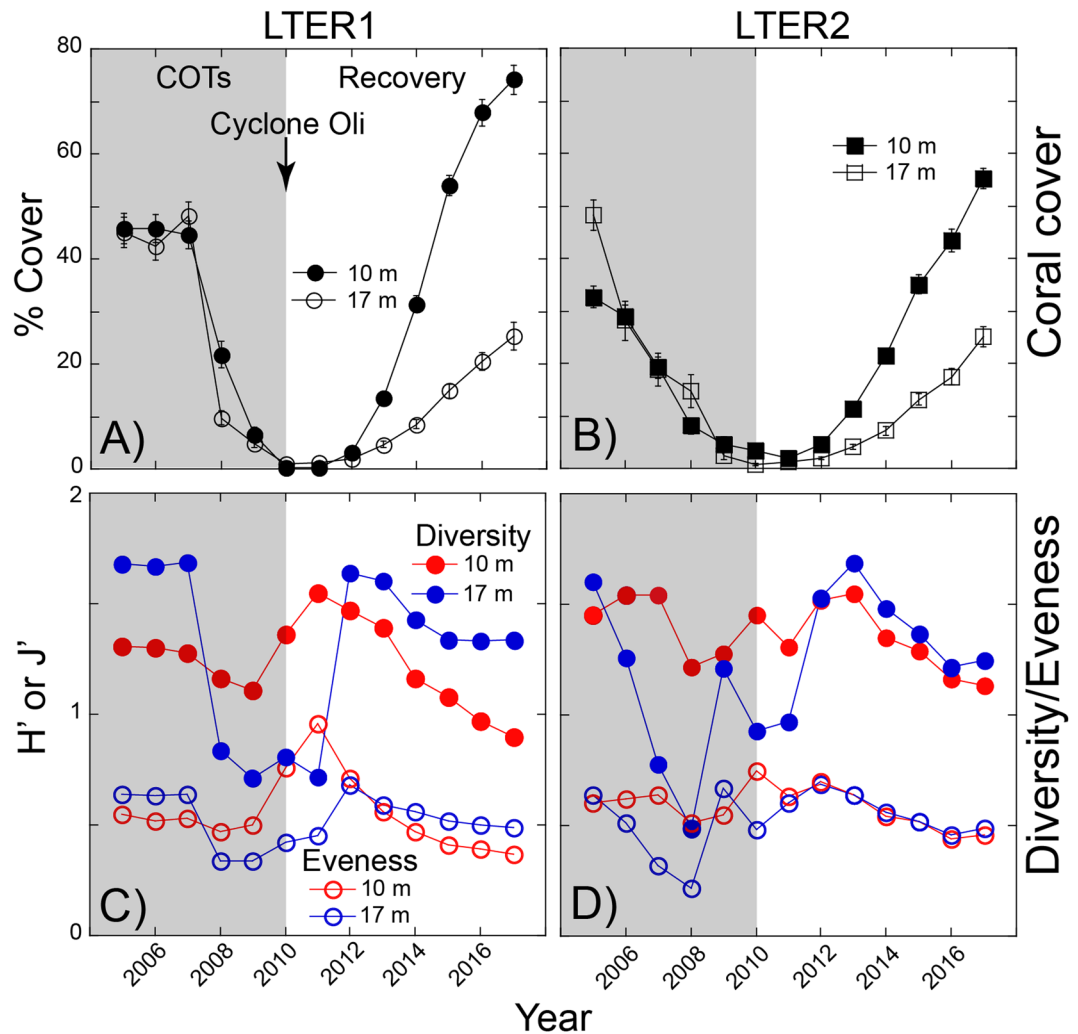 LTER1
LTER2
80
60
40
20
0
% Cover
COTs
Recovery
Cyclone Oli
10 m
17 m
A)
10 m
17 m
B)
Coral cover
2
1
0
H' or J'
Diversity
10 m
17 m
Eveness
10 m
17 m
C)
D)
Diversity/Eveness
2006
2008
2010
2012
2014
2016
2006
2008
2010
2012
2014
2016
Year